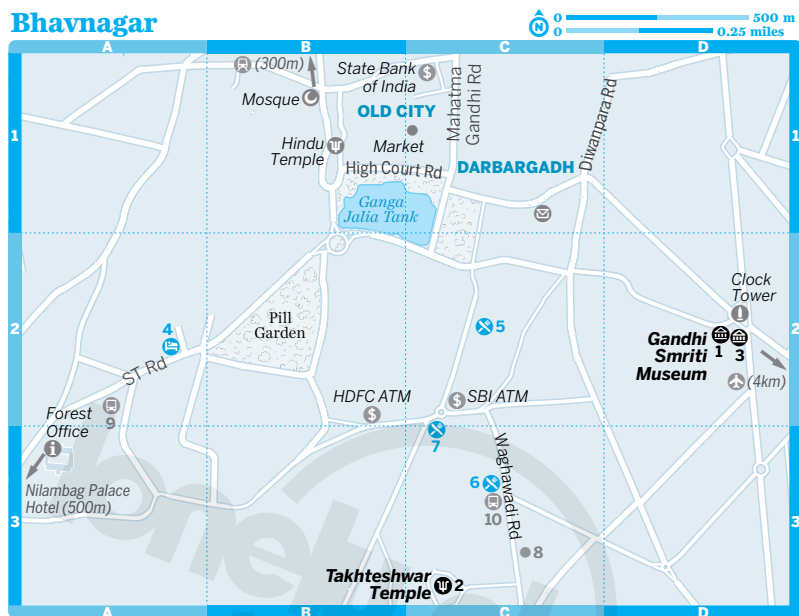 Bhavnagar
N
0 500 m
0 0.25 miles
A B C D
1
(300m)
Mosque
State Bank
of India
OLD CITY
Market
Mahatma
Gandhi Rd
Hindu
Temple
High Court Rd
DARBARGADH
Diwanpara Rd
Ganga
Jalia Tank
1
2
Clock
Tower
4
Pill
Garden
5
Gandhi
Smriti
Museum
1 3
(4km)
2
ST Rd
HDFC ATM
SBI ATM
9
Forest
Office
7
Waghawadi Rd
6
10
Nilambag Palace
Hotel (500m)
8
3
3
Takhteshwar
Temple
2
A B C D